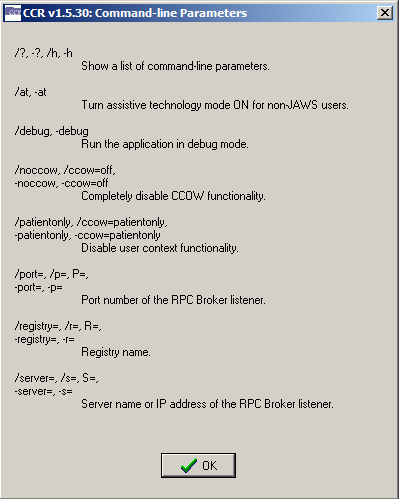 CCR v1.5.30: Command-line Parameters
/?, -?, /h, -h
Show a list of command-line parameters.
/at, -at
Turn assistive technology mode ON for non-JAWS users.
/debug, -debug
Run the application in debug mode.
/noccow, /ccow=off,
-noccow, -ccow=off
Completely disable CCOW functionality.
/patientonly, /ccow=patientonly,
-patientonly, -ccow=patientonly
Disable user context functionality.
/port=, /p=, P=,
-port=, -p=
Port number of the RPC Broker listener.
/registry=, /r=, R=,
-registry=, -r=
Registry name.
/server=, /s=, S=,
-server=, -s=
Server name or IP address of the RPC Broker listener.
OK